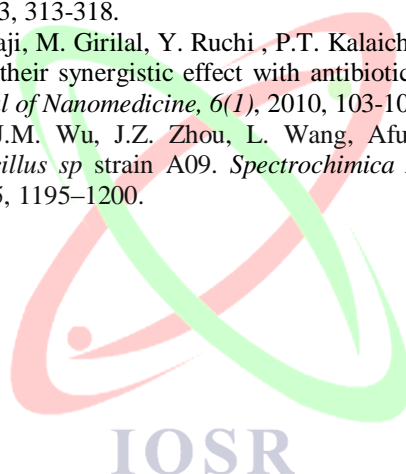 3, 313-318.
aji, M. Girilal, Y. Ruchi , P.T. Kalaich
their synergistic effect with antibiotic
al of Nanomedicine, 6(1), 2010, 103-10
J.M. Wu, J.Z. Zhou, L. Wang, Afu
illus sp strain A09. Spectrochimica
5, 1195–1200.
IOSR